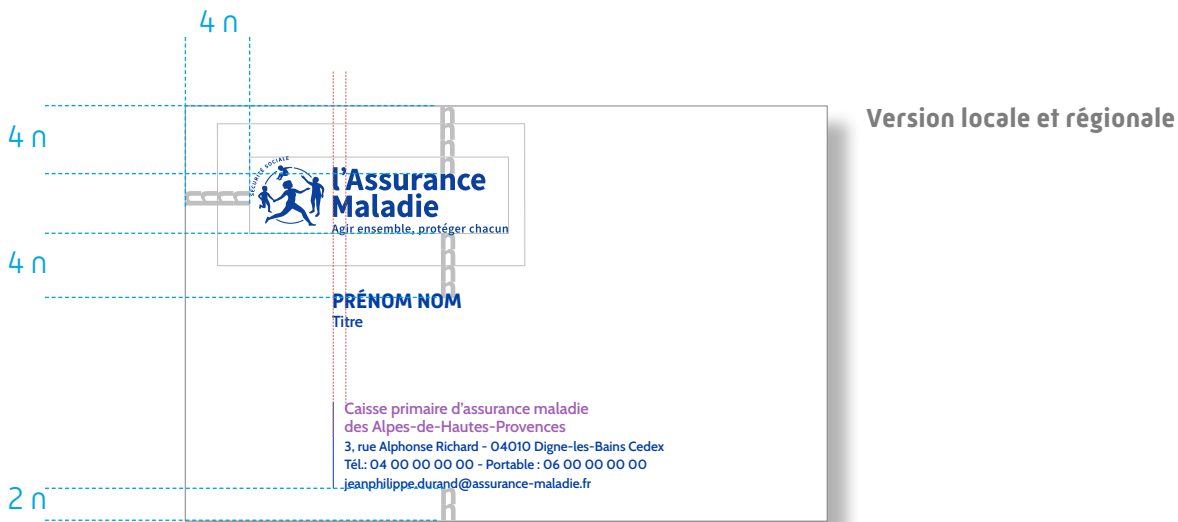 4 n
4 n
Version locale et régionale
SÉCURITÉ SOCIALE
l'Assurance
Maladie
Agir ensemble, protéger chacun
4 n
PRÉNOM NOM
Titre
Caisse primaire d'assurance maladie
des Alpes-de-Hautes-Provences
3, rue Alphonse Richard - 04010 Digne-les-Bains Cedex
Tél.: 04 00 00 00 00 - Portable : 06 00 00 00 00
jeanphilippe.durand@assurance-maladie.fr
2 n